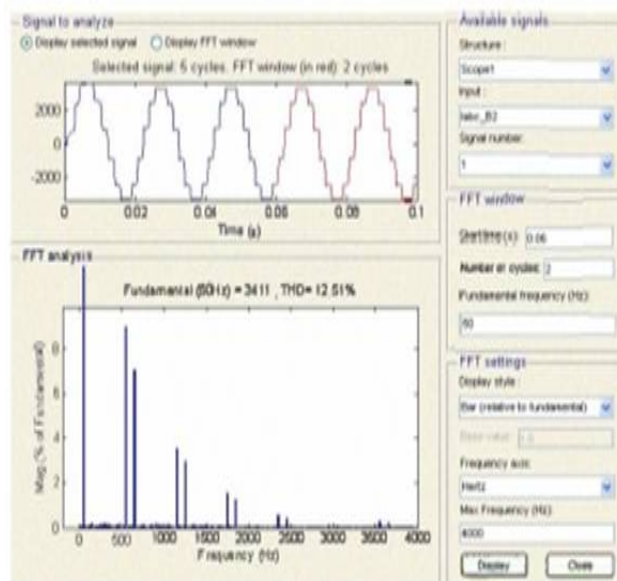 Signal to analyze
Display selected signal Display FFT window
Selected signal: 5 cycles. FFT window (in red): 2 cycles
2000
0
-2000
0 0.02 0.04 0.06 0.08 0.1
Time (s)
FFT analysis
Fundamental (50Hz) = 3411 , THD= 12.51%
Mag (% of Fundamental)
8
6
4
2
0
0 500 1000 1500 2000 2500 3000 3500 4000
Frequency (Hz)
Available signals
Structure :
Scope1
Input :
Iabc_B2
Signal number:
1
FFT window
Start time (s): 0.06
Number of cycles: 2
Fundamental frequency (Hz):
50
FFT settings
Display style :
Bar (relative to fundamental)
Base value:
Frequency axis:
Hertz
Max Frequency (Hz):
4000
Display Close